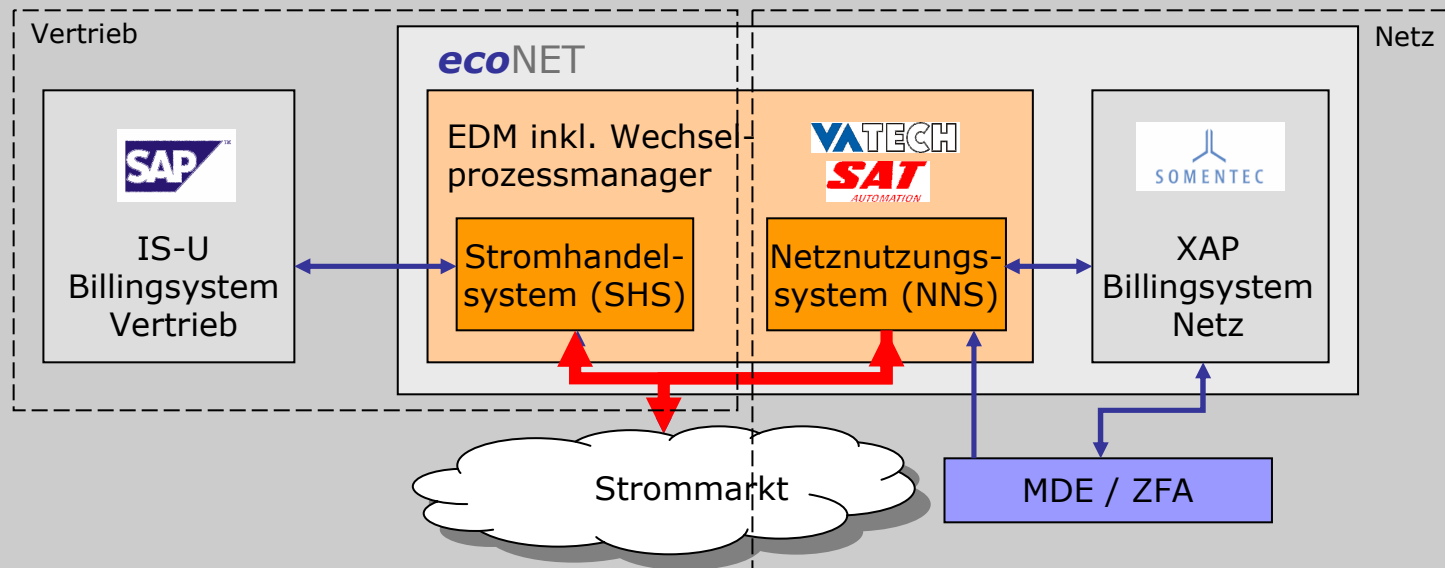 Vertrieb
Netz
ecoNET
EDM inkl. Wechsel-
prozessmanager
SAP
™
VATECH
SAT
AUTOMATION
SOMENTEC
IS-U
Billingsystem
Vertrieb
Stromhandel-
system (SHS)
Netznutzungs-
system (NNS)
XAP
Billingsystem
Netz
Strommarkt
MDE / ZFA